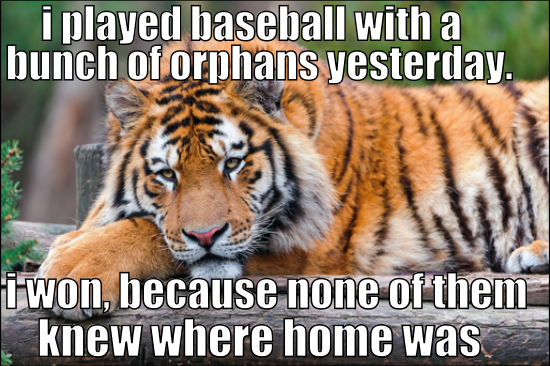 i played baseball with a
bunch of orphans yesterday.
i won, because none of them
knew where home was